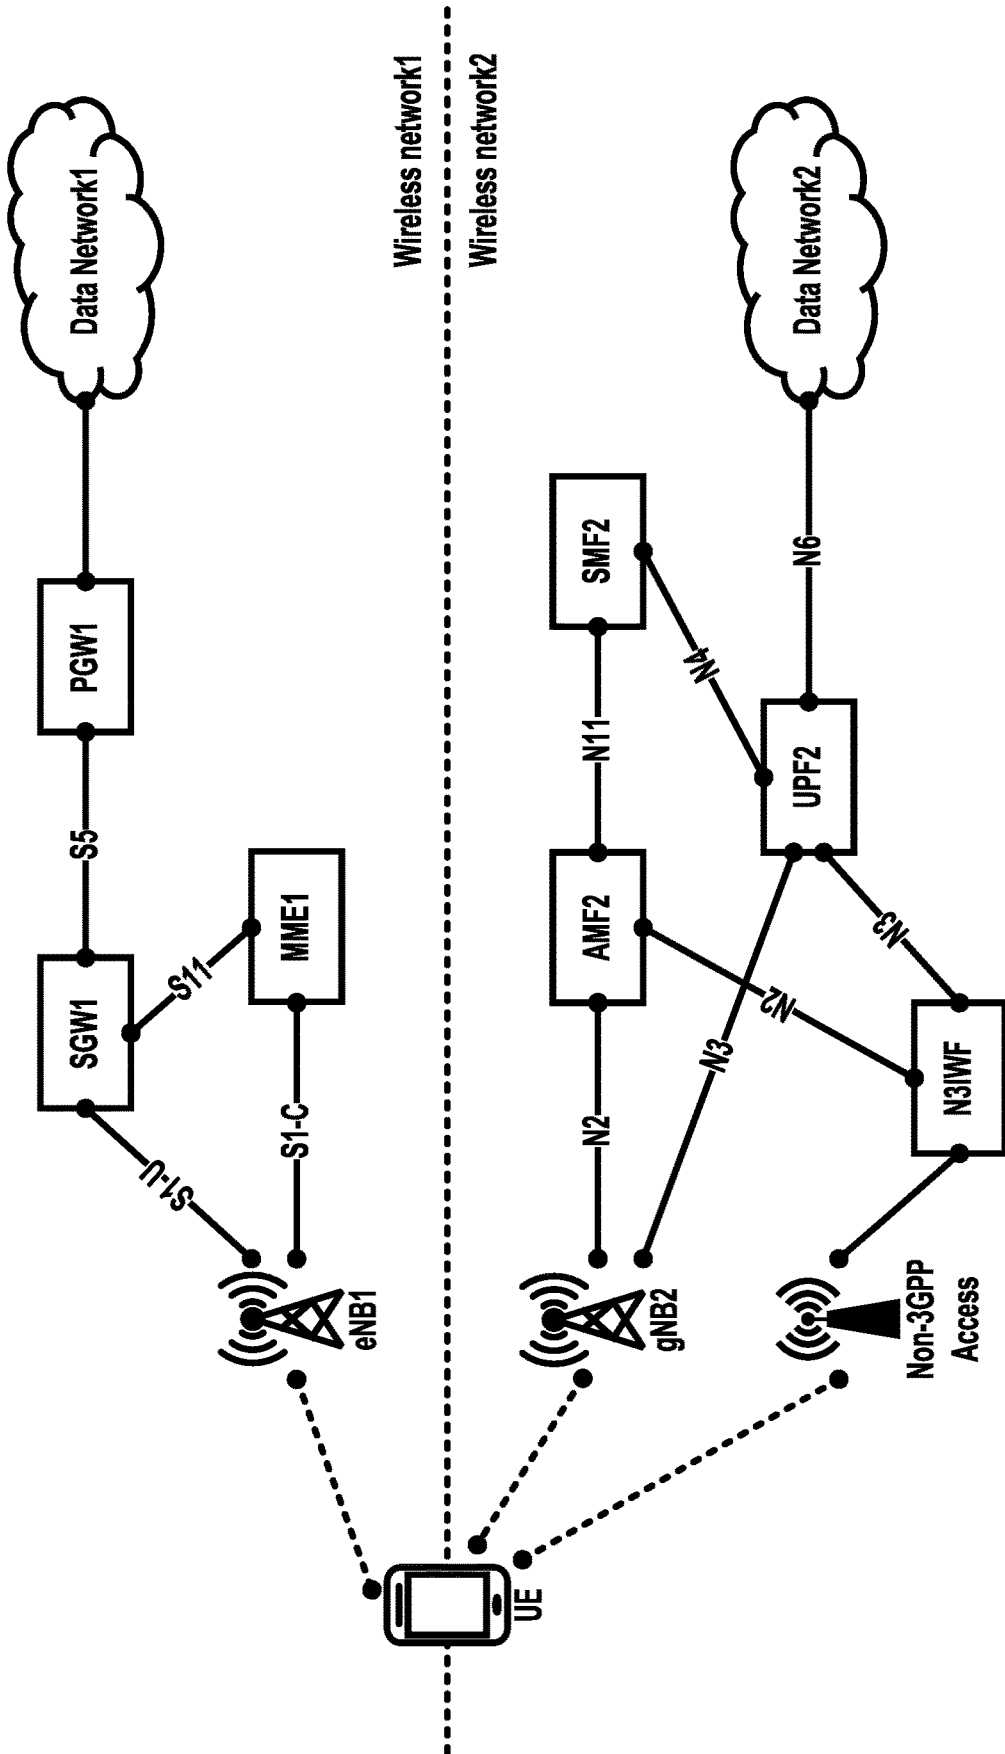 Data Network1
PGW1
S5
SGW1
S11
MME1
S1-U
S1-C
eNB1
Wireless network1
Wireless network2
UE
Data Network2
SMF2
N4
N6
N11
UPF2
AMF2
N3
N2
N3
N2
N3IWF
gNB2
Non-3GPP
Access